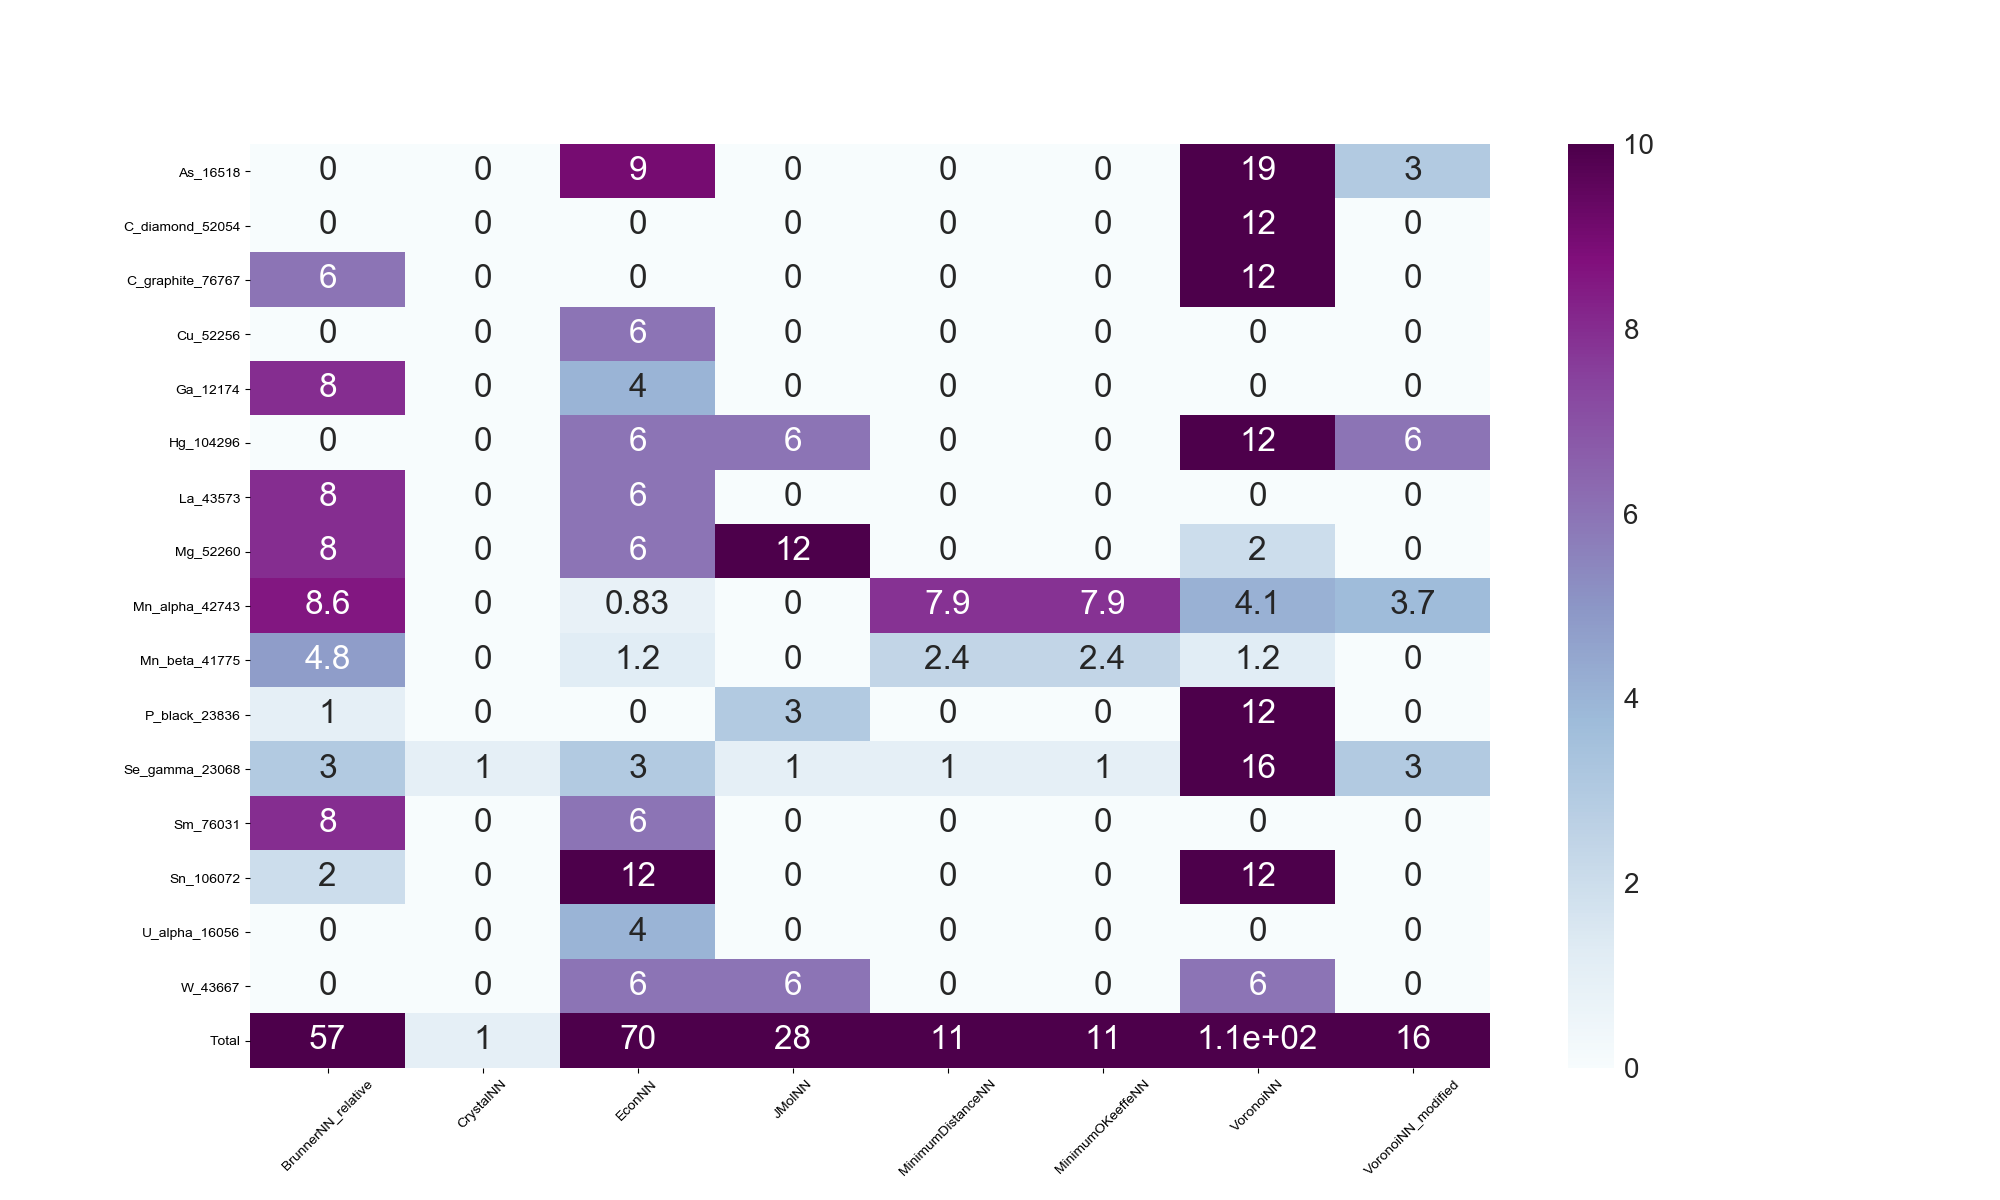 As_16518 0 0 9 0 0 0 19 3
C_diamond_52054 0 0 0 0 0 0 12 0
C_graphite_76767 6 0 0 0 0 0 12 0
Cu_52256 0 0 6 0 0 0 0 0
Ga_12174 8 0 4 0 0 0 0 0
Hg_104296 0 0 6 6 0 0 12 6
La_43573 8 0 6 0 0 0 0 0
Mg_52260 8 0 6 12 0 0 2 0
Mn_alpha_42743 8.6 0 0.83 0 7.9 7.9 4.1 3.7
Mn_beta_41775 4.8 0 1.2 0 2.4 2.4 1.2 0
P_black_23836 1 0 0 3 0 0 12 0
Se_gamma_23068 3 1 3 1 1 1 16 3
Sm_76031 8 0 6 0 0 0 0 0
Sn_106072 2 0 12 0 0 0 12 0
U_alpha_16056 0 0 4 0 0 0 0 0
W_43667 0 0 6 6 0 0 6 0
Total 57 1 70 28 11 11 1.1e+02 16
BrunnerNN_relative CrystalNN EconNN JMolNN MinimumDistanceNN MinimumOKeeffeNN VoronoiNN VoronoiNN_modified
10
8
6
4
2
0